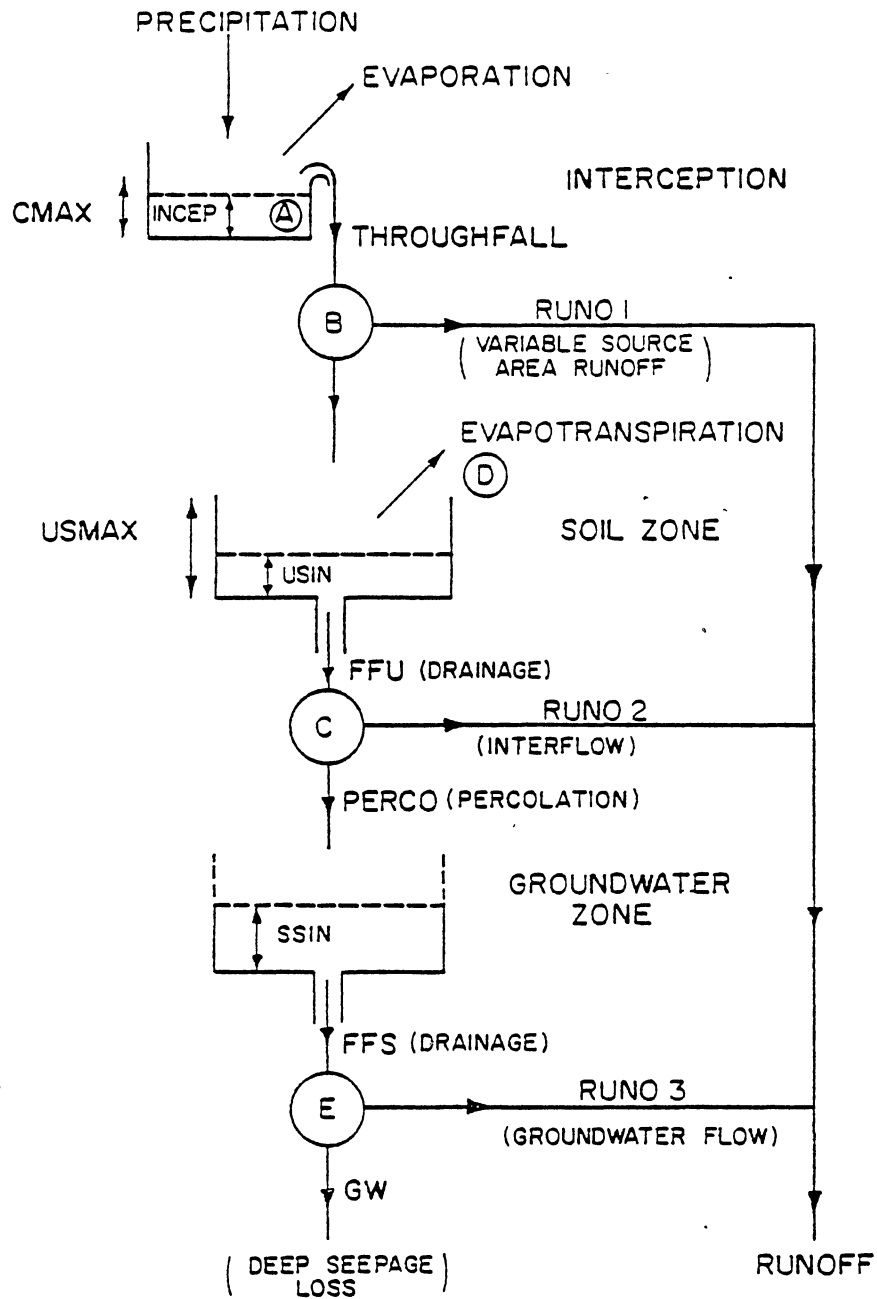 PRECIPITATION
EVAPORATION
INTERCEPTION
CMAX
INCEP
A
THROUGHFALL
B
RUNO 1
(VARIABLE SOURCE
AREA RUNOFF)
EVAPOTRANSPIRATION
D
USMAX
SOIL ZONE
USIN
FFU (DRAINAGE)
C
RUNO 2
(INTERFLOW)
PERCO (PERCOLATION)
GROUNDWATER
ZONE
SSIN
FFS (DRAINAGE)
E
RUNO 3
(GROUNDWATER FLOW)
GW
(DEEP SEEPAGE
LOSS)
RUNOFF